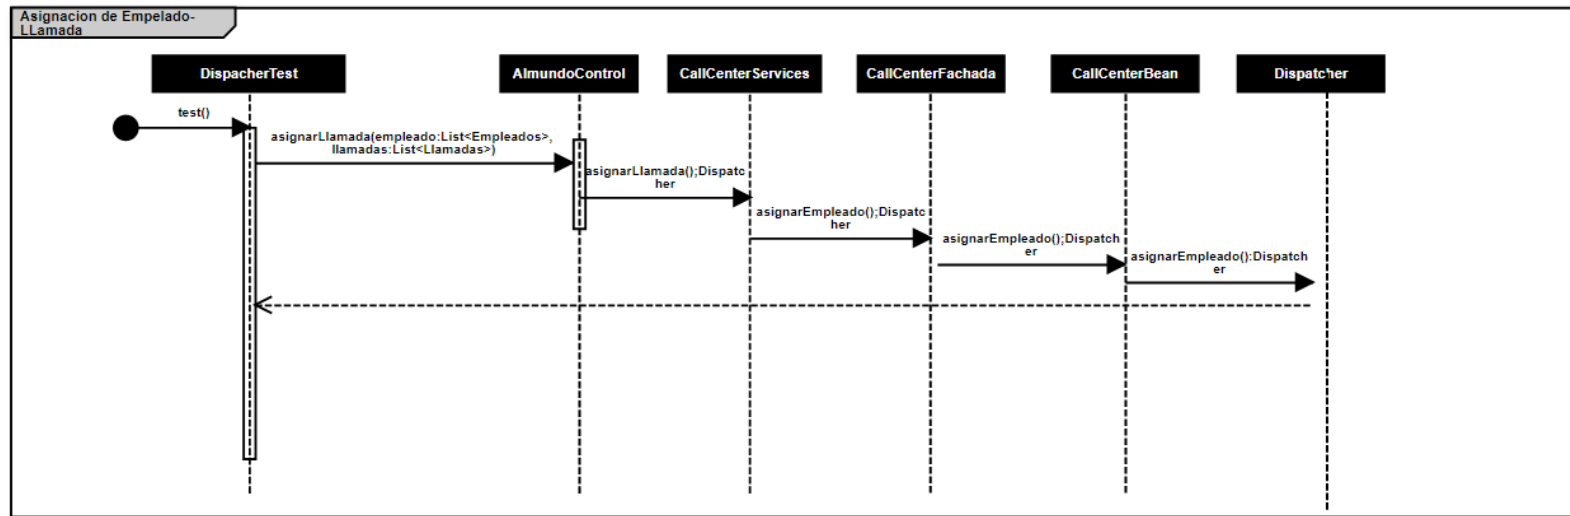 Asignacion de Empelado-
LLamada
DispacherTest
AlmundoControl
CallCenterServices
CallCenterFachada
CallCenterBean
Dispatcher
test()
asignarLlamada(empleado:List<Empleados>,
llamadas:List<Llamadas>)
asignarLlamada();Dispatc
her
asignarEmpleado();Dispatc
her
asignarEmpleado();Dispatch
er
asignarEmpleado():Dispatch
er